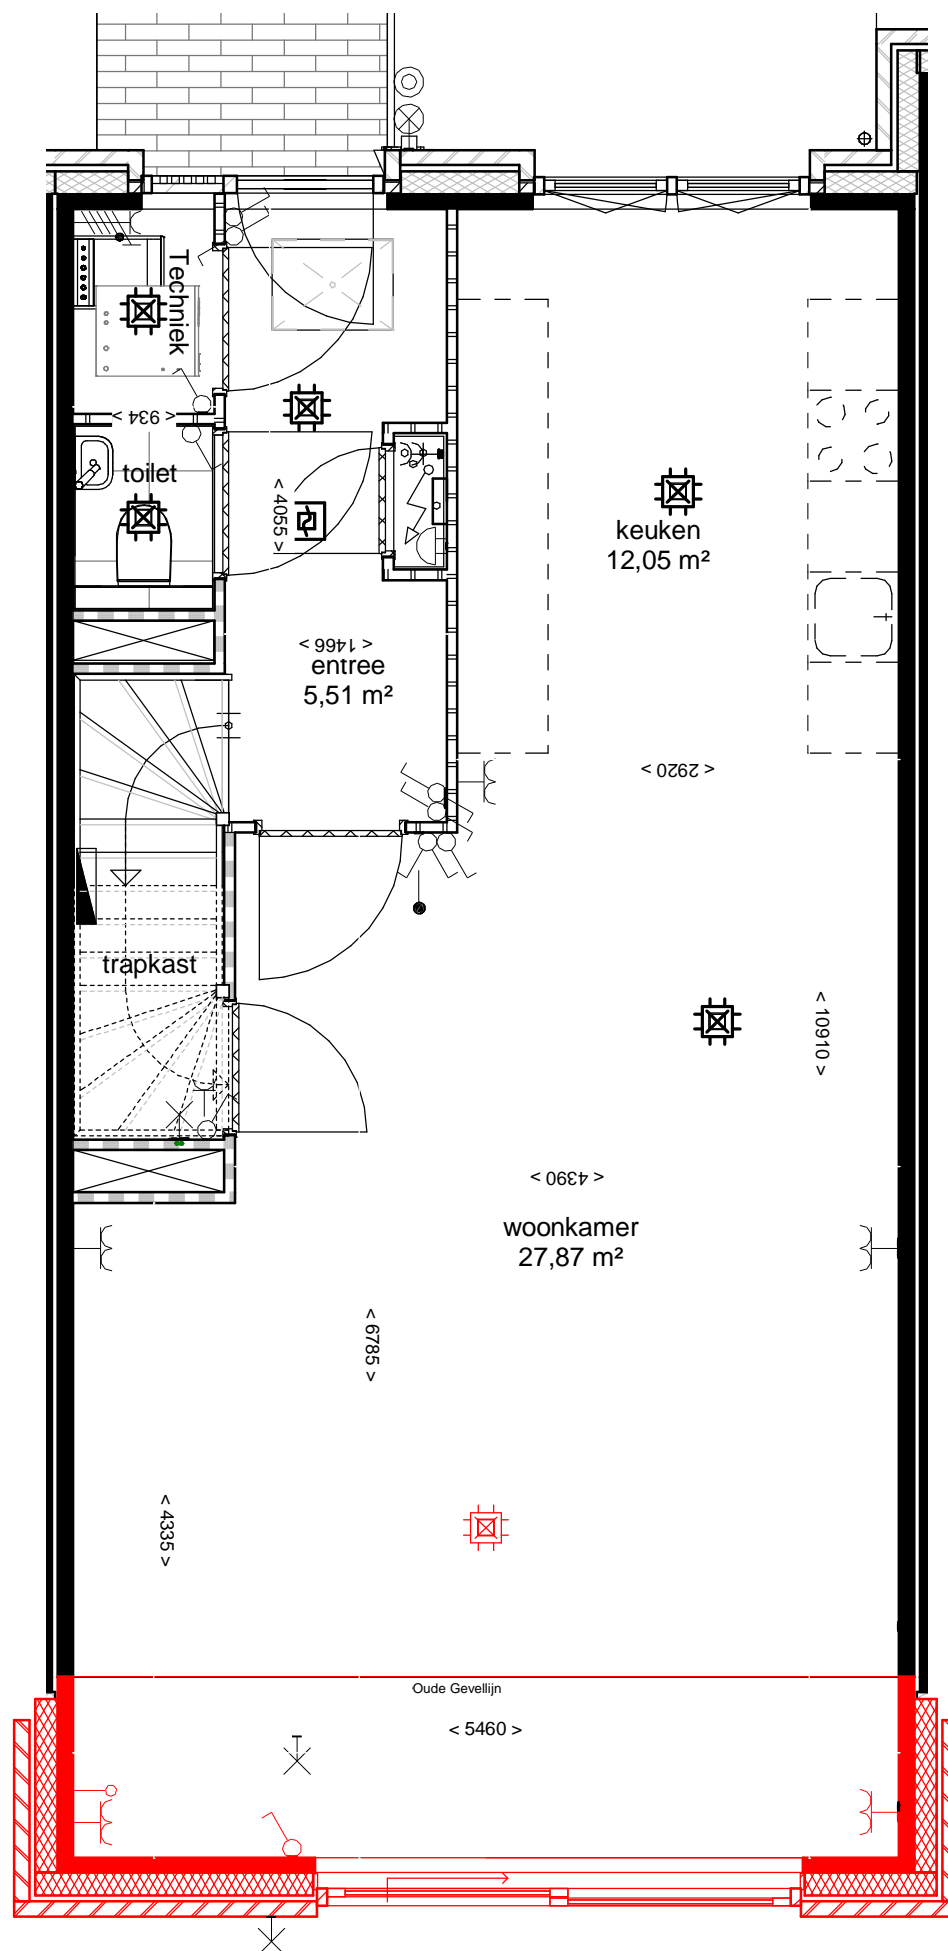 Techniek
< 934 >
toilet
< 4055 >
keuken
12,05 m²
< 1466 >
entree
5,51 m²
< 2920 >
trapkast
< 10910 >
< 4390 >
woonkamer
27,87 m²
< 6785 >
< 4335 >
Oude Gevellijn
< 5460 >